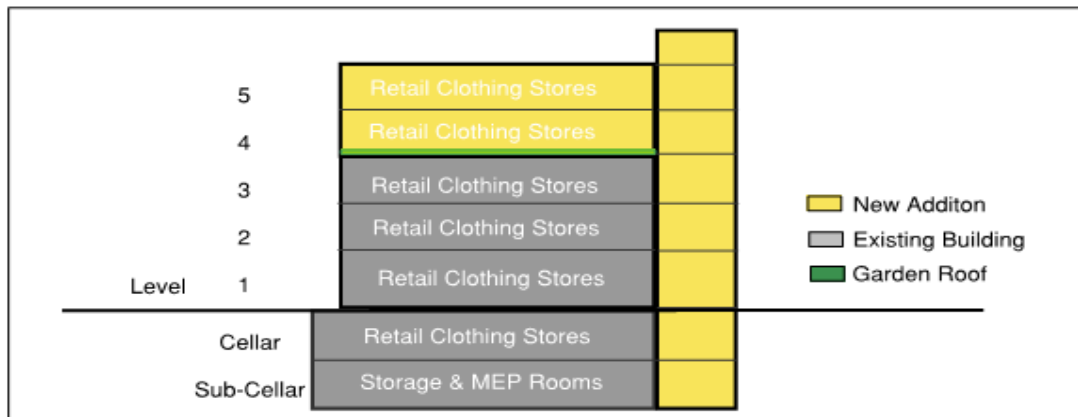 5 Retail Clothing Stores
4 Retail Clothing Stores
3 Retail Clothing Stores
2 Retail Clothing Stores
Level 1 Retail Clothing Stores
Cellar Retail Clothing Stores
Sub-Cellar Storage & MEP Rooms
New Additon
Existing Building
Garden Roof